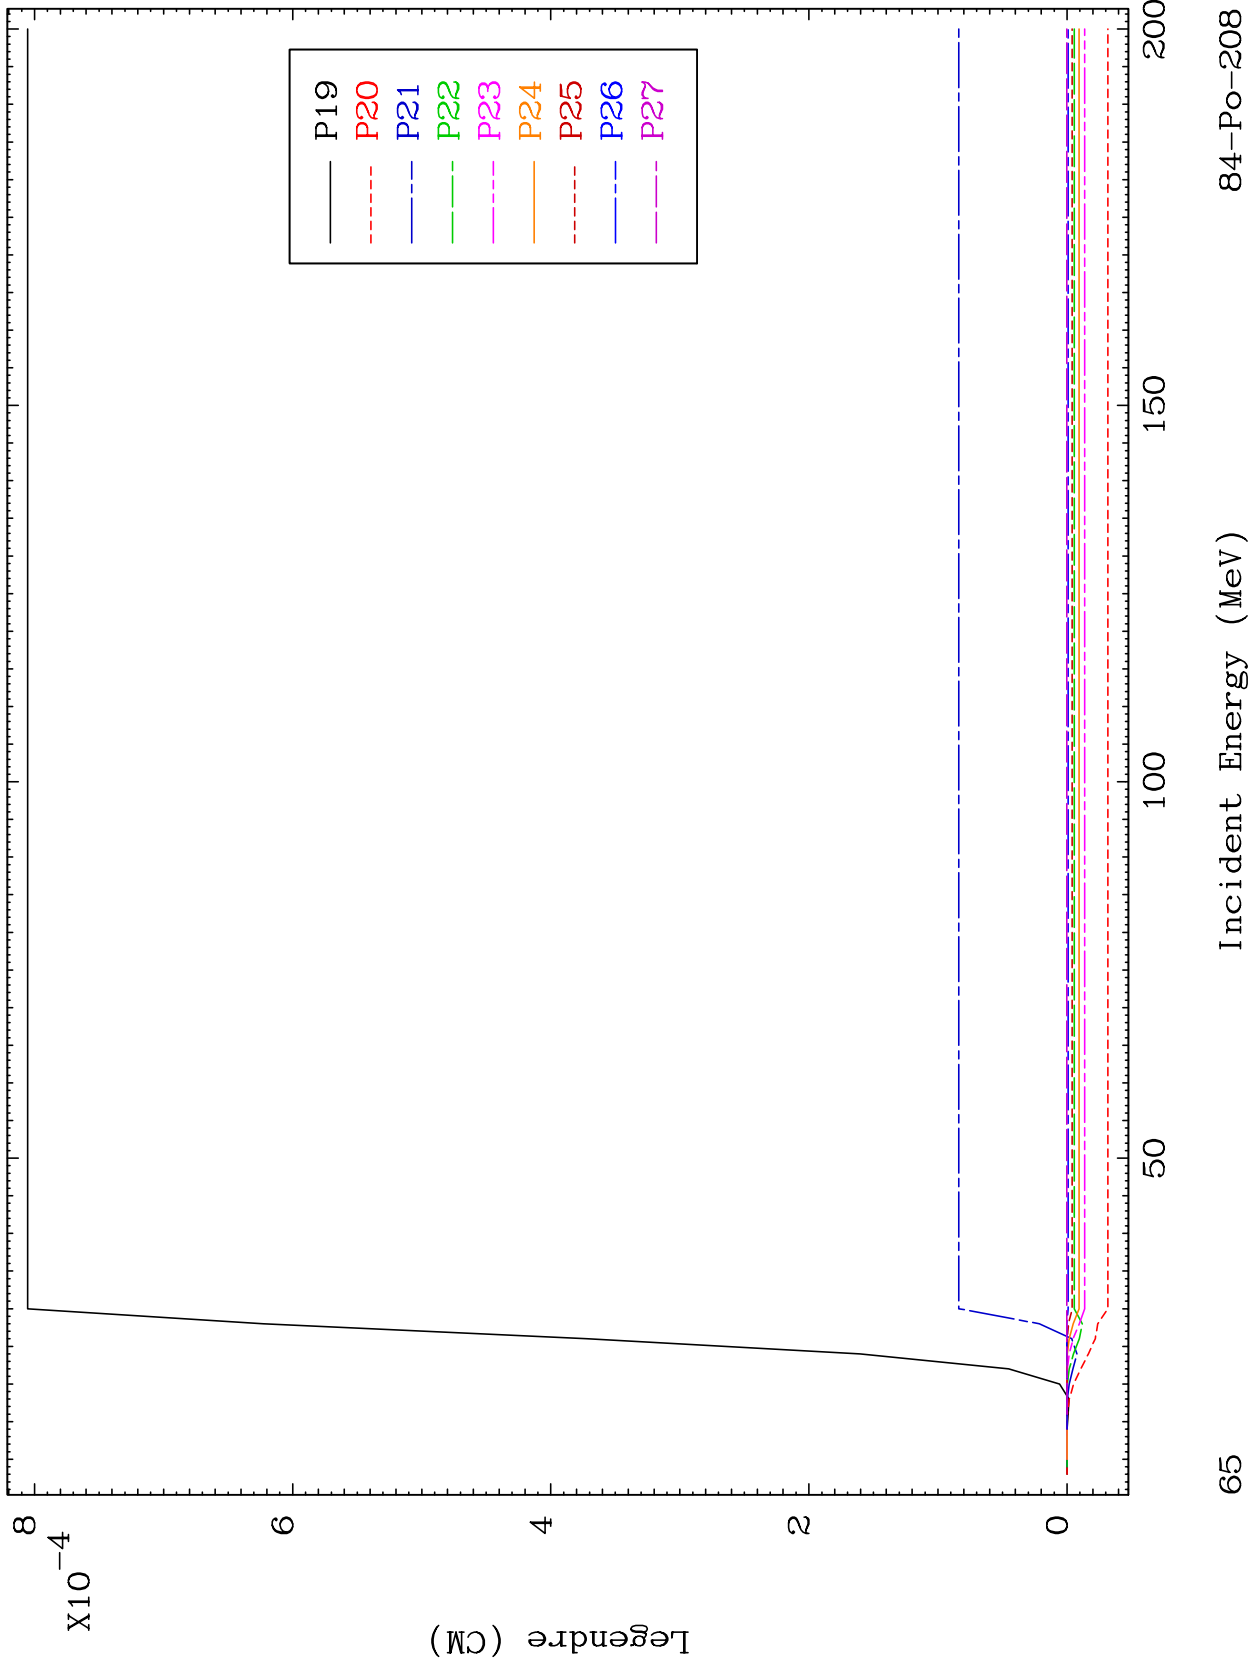 X10-4
8
6
4
2
0
Legendre (CM)
P19
P20
P21
P22
P23
P24
P25
P26
P27
50
100
150
200
Incident Energy (MeV)
65
84-Po-208